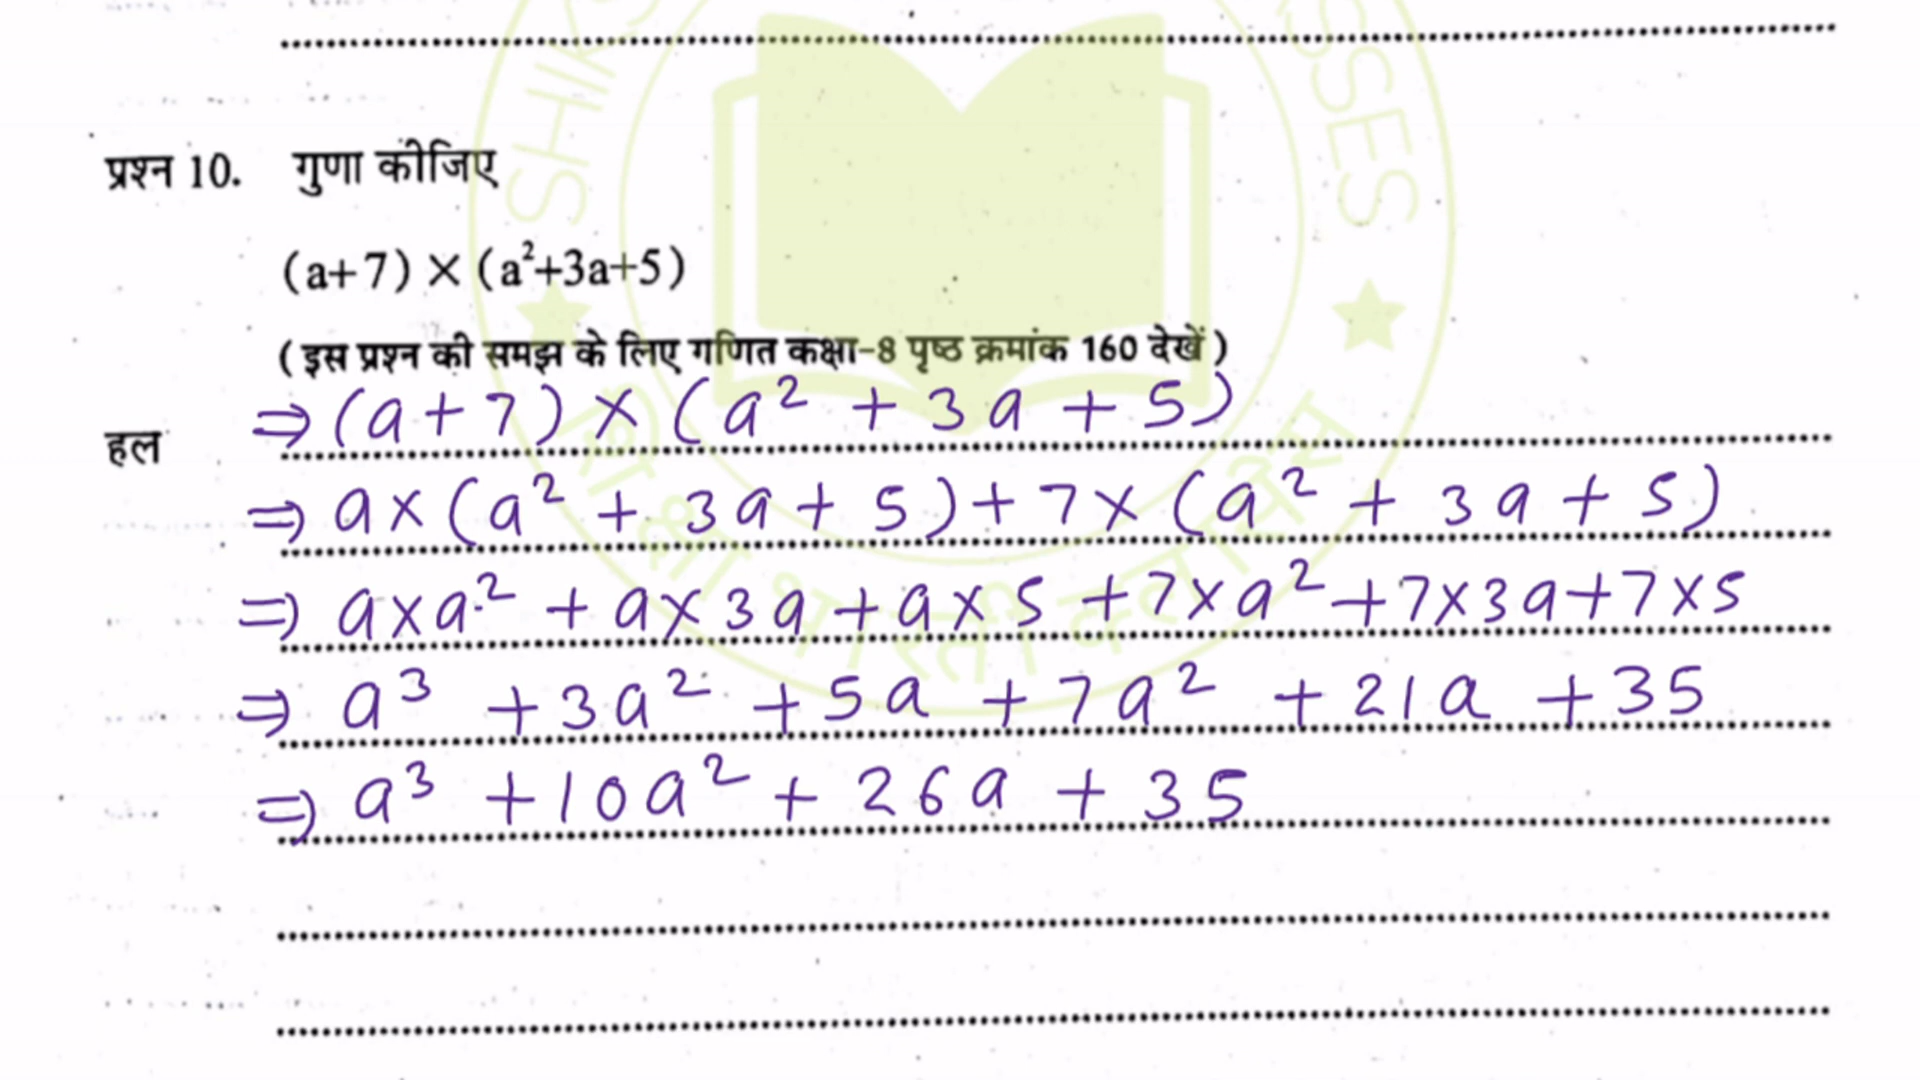 प्रश्न 10. गुणा कीजिए
(a+7)×(a²+3a+5)
( इस प्रश्न की समझ के लिए गणित कक्षा-8 पृष्ठ क्रमांक 160 देखें )
हल ⇒ (a + 7) × (a² + 3a + 5)
⇒ a × (a² + 3a + 5) + 7 × (a² + 3a + 5)
⇒ a×a² + a×3a + a×5 + 7×a² + 7×3a + 7×5
⇒ a³ + 3a² + 5a + 7a² + 21a + 35
⇒ a³ + 10a² + 26a + 35